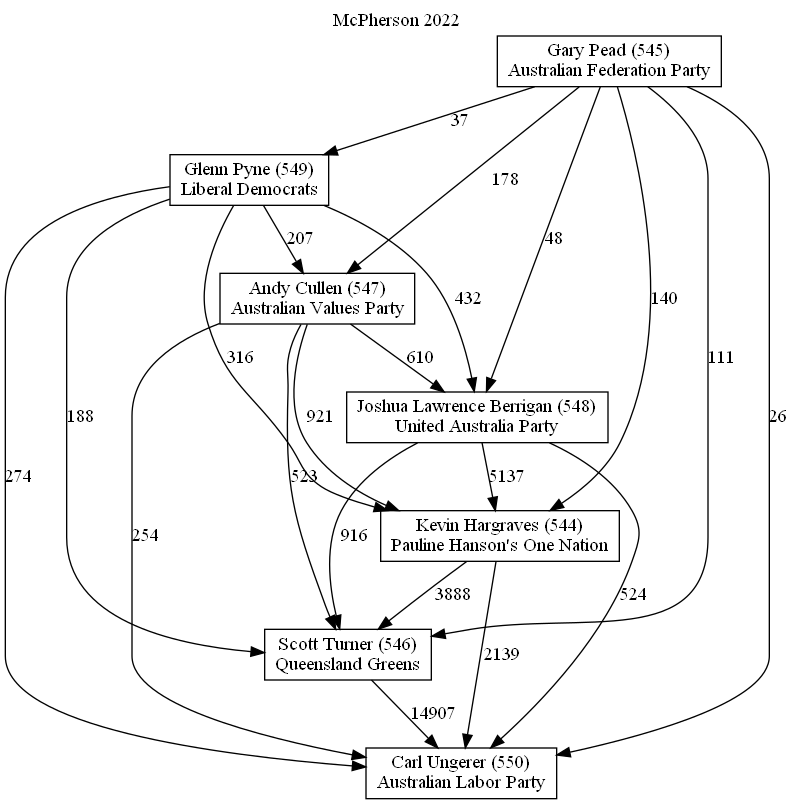 McPherson 2022
Gary Pead (545)
Australian Federation Party
37
Glenn Pyne (549)
Liberal Democrats
178
207
48
Andy Cullen (547)
Australian Values Party
432
140
316
610
111
Joshua Lawrence Berrigan (548)
United Australia Party
188
921
26
274
523
5137
254
916
Kevin Hargraves (544)
Pauline Hanson's One Nation
3888
524
Scott Turner (546)
Queensland Greens
2139
14907
Carl Ungerer (550)
Australian Labor Party